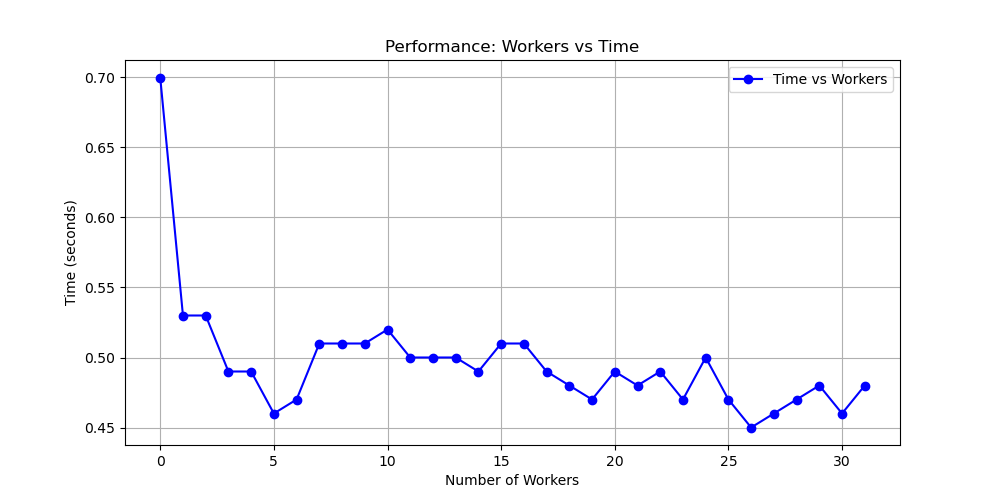 Performance: Workers vs Time
Time vs Workers
0.70
0.65
0.60
0.55
0.50
0.45
Time (seconds)
0 5 10 15 20 25 30
Number of Workers